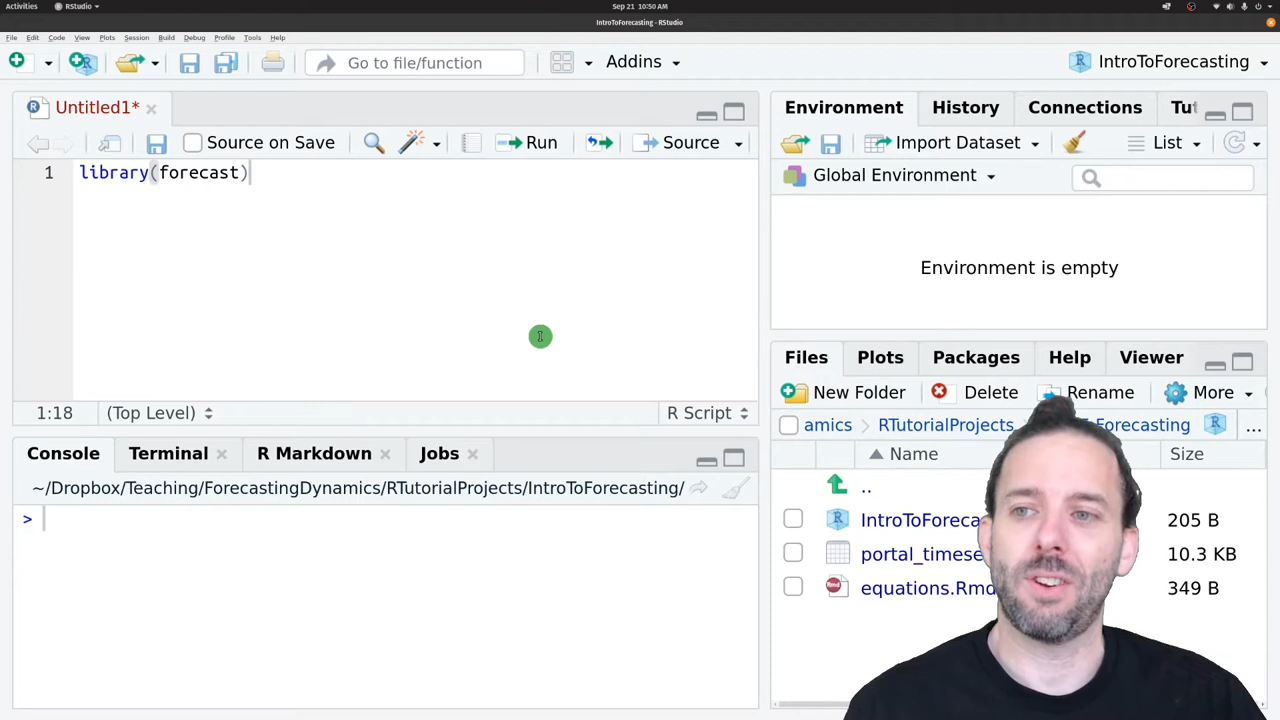 Activities RStudio Sep 21 10:50 AM
IntroToForecasting - RStudio
File Edit Code View Plots Session Build Debug Profile Tools Help
Go to file/function Addins IntroToForecasting
Untitled1*
Source on Save Run Source
1 library(forecast)
1:18 (Top Level) R Script
Console Terminal R Markdown Jobs
~/Dropbox/Teaching/ForecastingDynamics/RTutorialProjects/IntroToForecasting/
>
Environment History Connections Tut
Import Dataset List
Global Environment
Environment is empty
Files Plots Packages Help Viewer
New Folder Delete Rename More
amics RTutorialProjects Forecasting ...
Name Size
..
IntroToForeca 205 B
portal_timese 10.3 KB
equations.Rmd 349 B